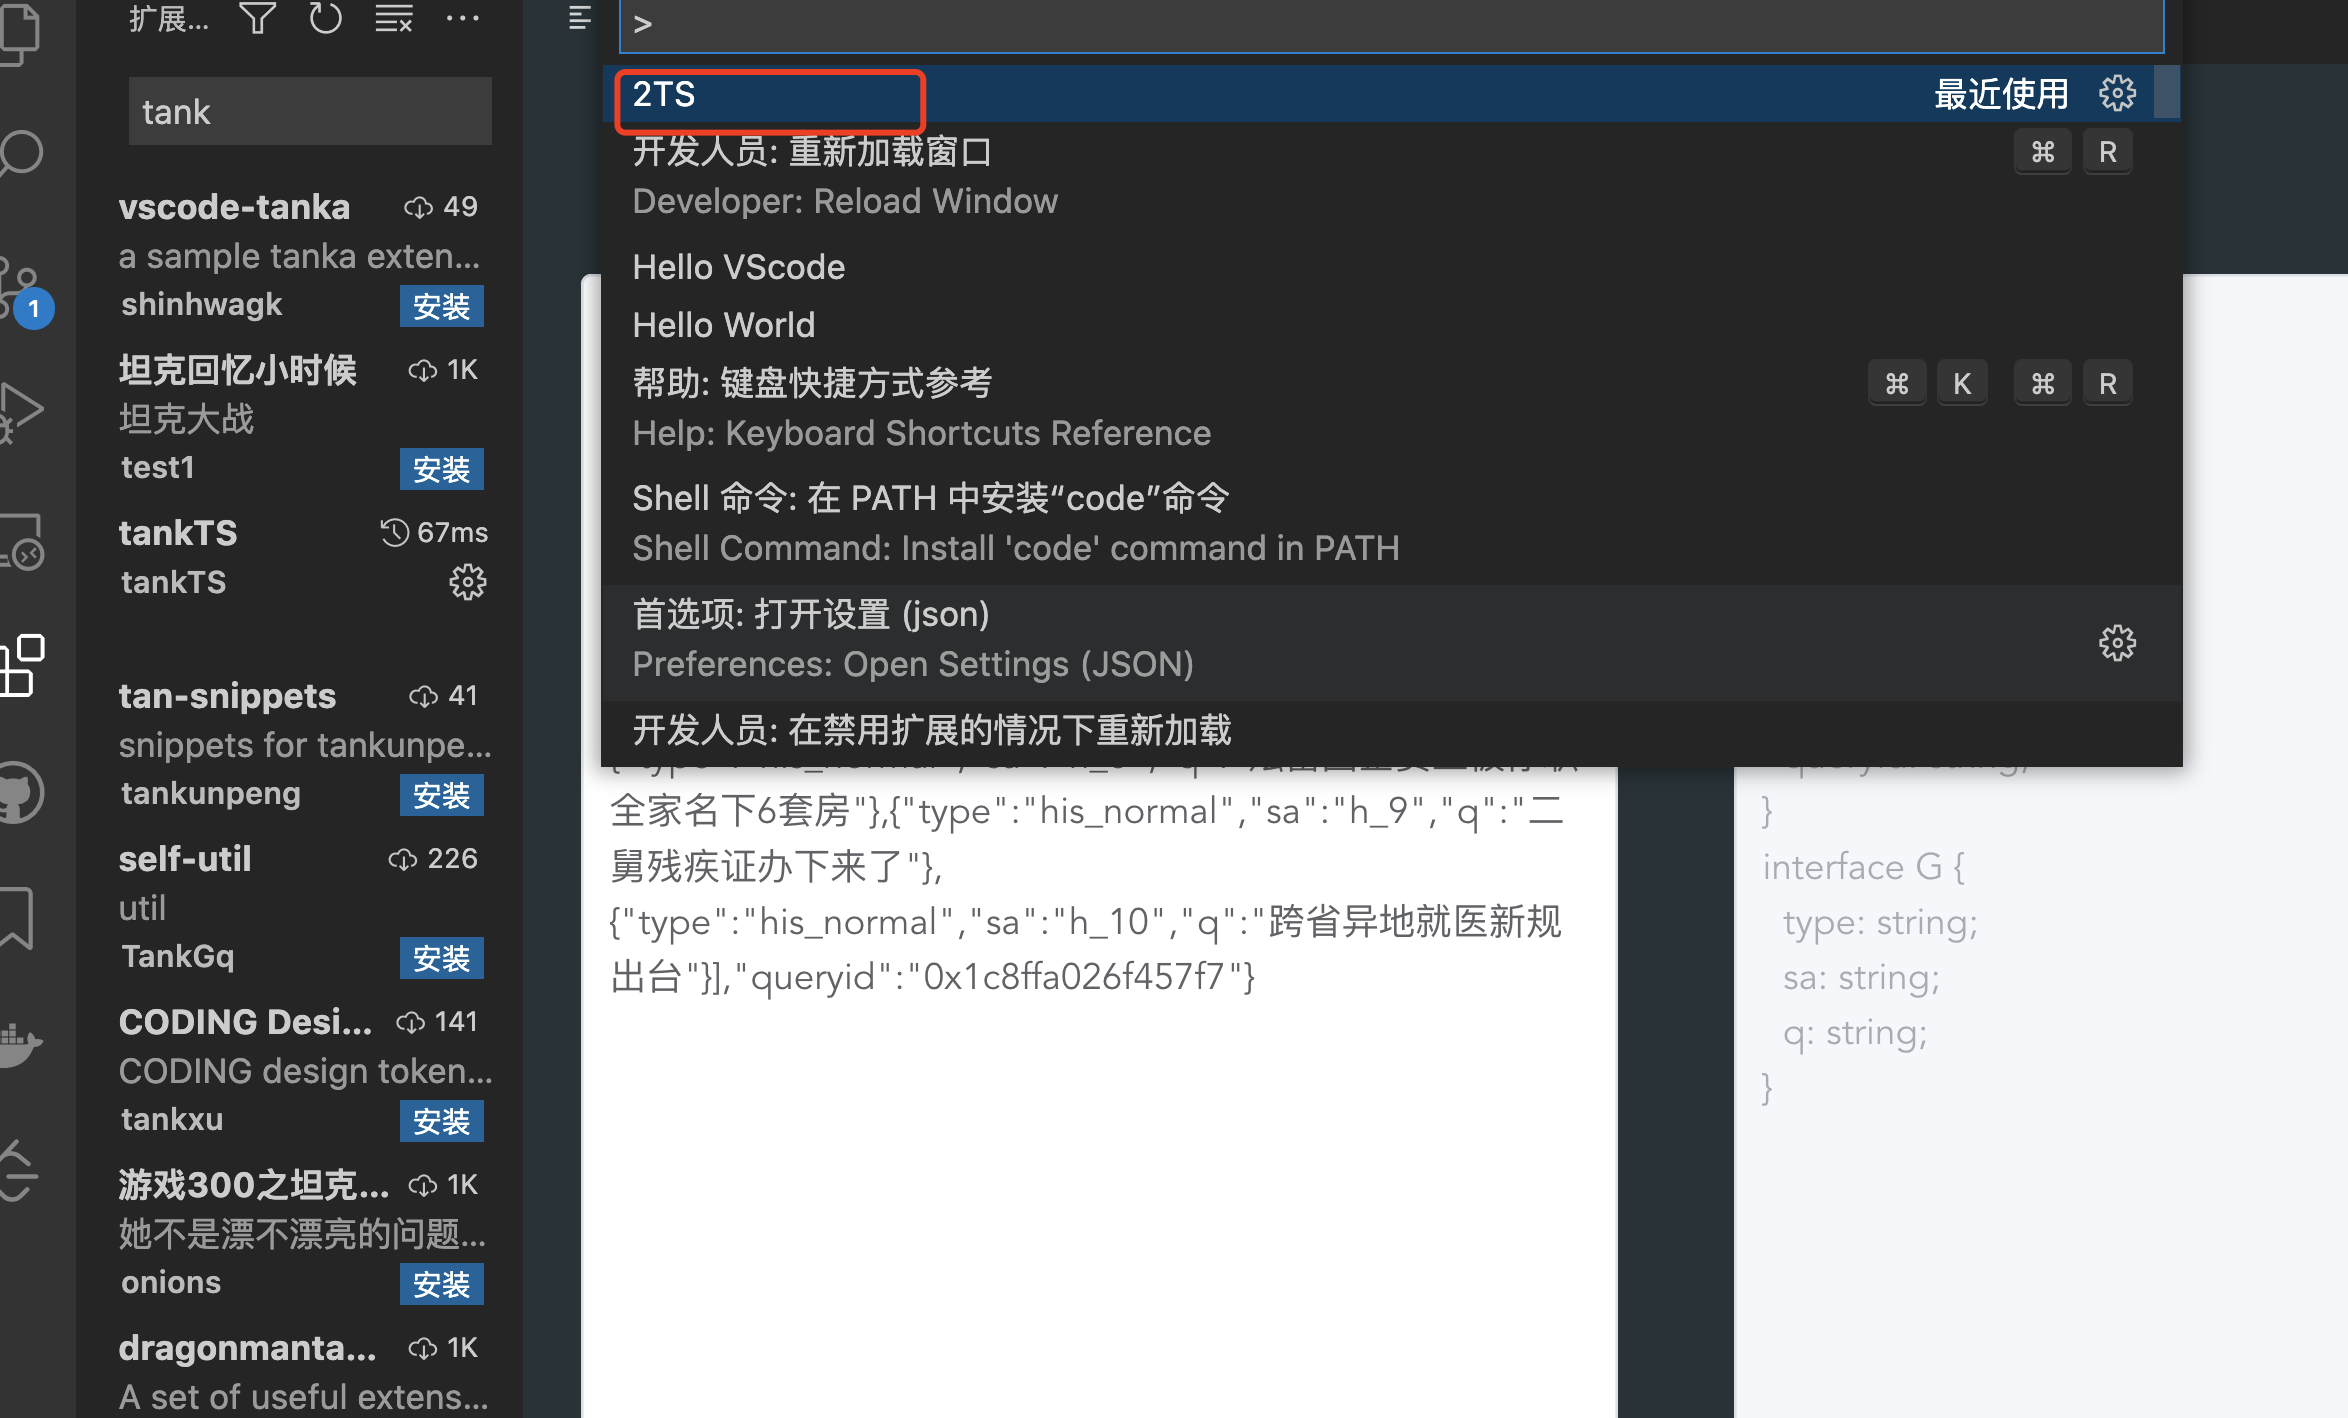 扩展...
tank
vscode-tanka 49
a sample tanka exten...
shinhwagk 安装
坦克回忆小时候 1K
坦克大战
test1 安装
tankTS 67ms
tankTS
tan-snippets 41
snippets for tankunpe...
tankunpeng 安装
self-util 226
util
TankGq 安装
CODING Desi... 141
CODING design token...
tankxu 安装
游戏300之坦克... 1K
她不是漂不漂亮的问题...
onions 安装
dragonmanta... 1K
A set of useful extens...
1
>
2TS 最近使用
开发人员: 重新加载窗口 ⌘ R
Developer: Reload Window
Hello VScode
Hello World
帮助: 键盘快捷方式参考 ⌘ K ⌘ R
Help: Keyboard Shortcuts Reference
Shell 命令: 在 PATH 中安装“code”命令
Shell Command: Install 'code' command in PATH
首选项: 打开设置 (json)
Preferences: Open Settings (JSON)
开发人员: 在禁用扩展的情况下重新加载
全家名下6套房"},{"type":"his_normal","sa":"h_9","q":"二
舅残疾证办下来了"},
{"type":"his_normal","sa":"h_10","q":"跨省异地就医新规
出台"}],"queryid":"0x1c8ffa026f457f7"}
}
interface G {
type: string;
sa: string;
q: string;
}